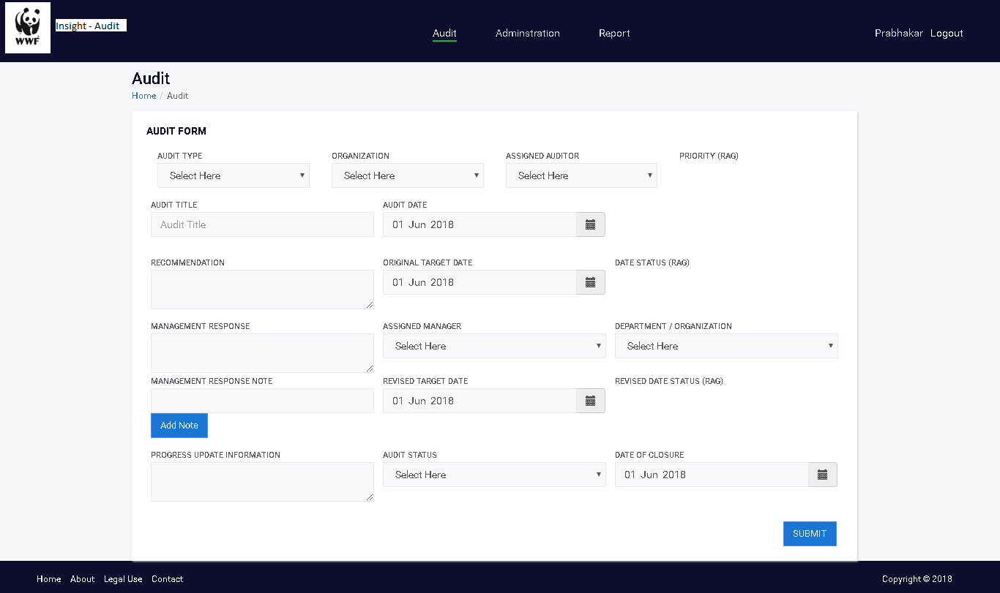 WWF
Insight - Audit
Audit Adminstration Report
Prabhakar Logout
Audit
Home / Audit
AUDIT FORM
AUDIT TYPE ORGANIZATION ASSIGNED AUDITOR PRIORITY (RAG)
Select Here Select Here Select Here
AUDIT TITLE AUDIT DATE
Audit Title 01 Jun 2018
RECOMMENDATION ORIGINAL TARGET DATE DATE STATUS (RAG)
01 Jun 2018
MANAGEMENT RESPONSE ASSIGNED MANAGER DEPARTMENT / ORGANIZATION
Select Here Select Here
MANAGEMENT RESPONSE NOTE REVISED TARGET DATE REVISED DATE STATUS (RAG)
01 Jun 2018
Add Note
PROGRESS UPDATE INFORMATION AUDIT STATUS DATE OF CLOSURE
Select Here 01 Jun 2018
SUBMIT
Home About Legal Use Contact Copyright © 2018